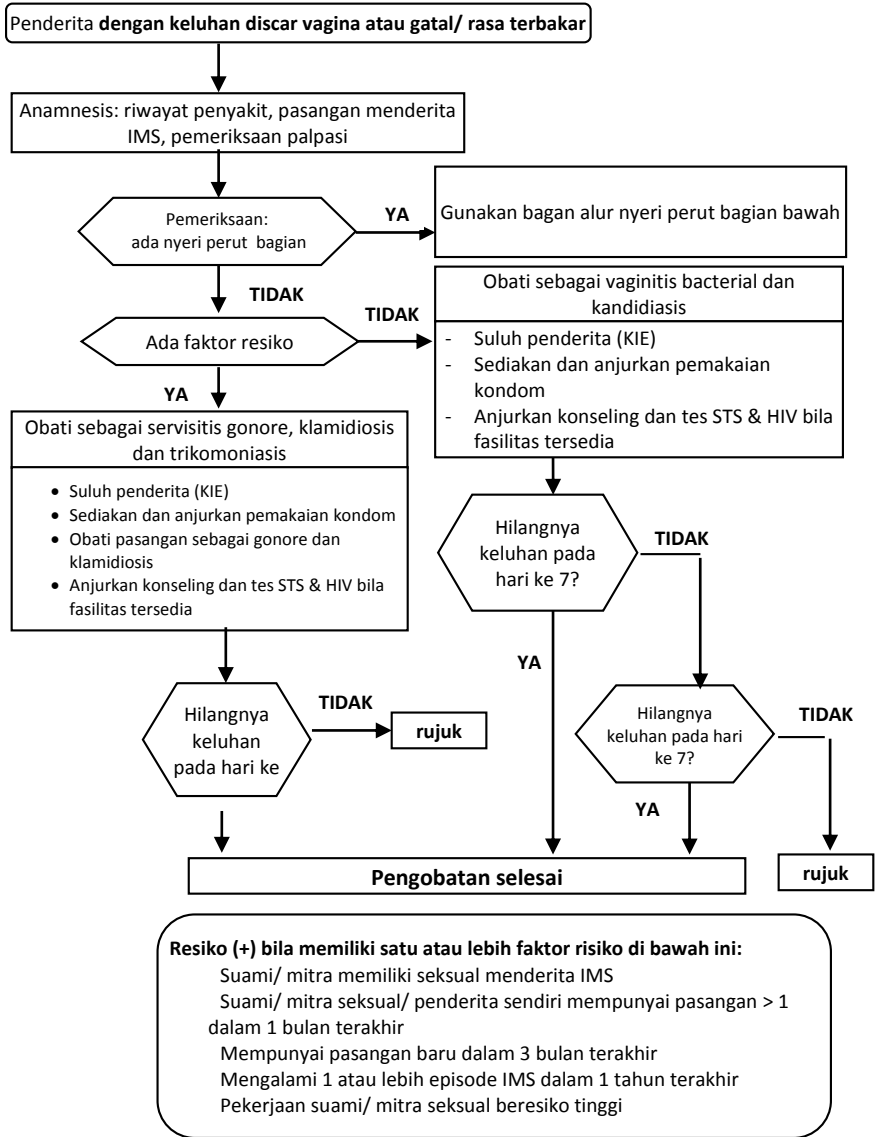 Penderita dengan keluhan discar vagina atau gatal/ rasa terbakar
Anamnesis: riwayat penyakit, pasangan menderita
IMS, pemeriksaan palpasi
Pemeriksaan:
ada nyeri perut bagian
YA
Gunakan bagan alur nyeri perut bagian bawah
TIDAK
Ada faktor resiko
TIDAK
Obati sebagai vaginitis bacterial dan
kandidiasis
- Suluh penderita (KIE)
- Sediakan dan anjurkan pemakaian
kondom
- Anjurkan konseling dan tes STS & HIV bila
fasilitas tersedia
YA
Obati sebagai servisitis gonore, klamidiosis
dan trikomoniasis
• Suluh penderita (KIE)
• Sediakan dan anjurkan pemakaian kondom
• Obati pasangan sebagai gonore dan
klamidiosis
• Anjurkan konseling dan tes STS & HIV bila
fasilitas tersedia
Hilangnya
keluhan pada
hari ke 7?
TIDAK
YA
Hilangnya
keluhan
pada hari ke
TIDAK
rujuk
Hilangnya
keluhan pada hari
ke 7?
TIDAK
YA
rujuk
Pengobatan selesai
Resiko (+) bila memiliki satu atau lebih faktor risiko di bawah ini:
Suami/ mitra memiliki seksual menderita IMS
Suami/ mitra seksual/ penderita sendiri mempunyai pasangan > 1
dalam 1 bulan terakhir
Mempunyai pasangan baru dalam 3 bulan terakhir
Mengalami 1 atau lebih episode IMS dalam 1 tahun terakhir
Pekerjaan suami/ mitra seksual beresiko tinggi